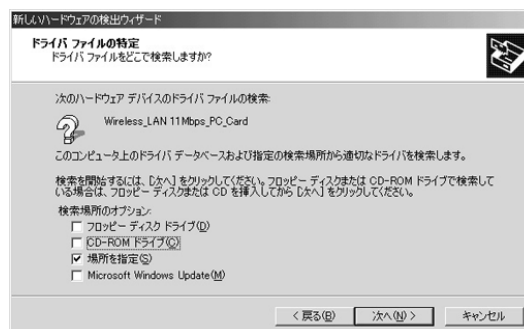 新しいハードウェアの検出ウィザード
ドライバ ファイルの特定
ドライバ ファイルをどこで検索しますか?
次のハードウェア デバイスのドライバ ファイルの検索:
Wireless_LAN 11Mbps_PC_Card
このコンピュータ上のドライバ データベースおよび指定の検索場所から適切なドライバを検索します。
検索を開始するには、[次へ] をクリックしてください。フロッピー ディスクまたは CD-ROM ドライブで検索して
いる場合は、フロッピー ディスクまたは CD を挿入してから [次へ] をクリックしてください。
検索場所のオプション:
フロッピー ディスク ドライブ(D)
CD-ROM ドライブ(C)
場所を指定(S)
Microsoft Windows Update(M)
< 戻る(B) 次へ(N) > キャンセル